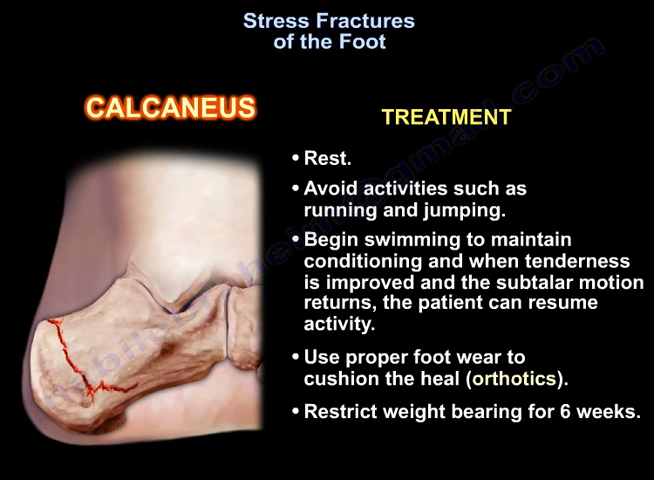 Stress Fractures
of the Foot
CALCANEUS
TREATMENT
• Rest.
• Avoid activities such as
running and jumping.
• Begin swimming to maintain
conditioning and when tenderness
is improved and the subtalar motion
returns, the patient can resume
activity.
• Use proper foot wear to
cushion the heal (orthotics).
• Restrict weight bearing for 6 weeks.